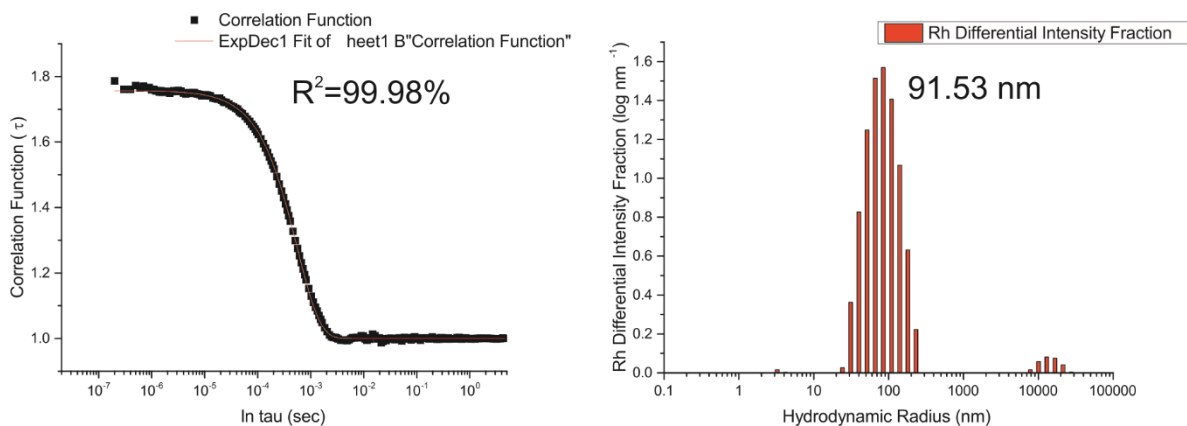 Correlation Function
ExpDec1 Fit of heet1 B"Correlation Function"
R²=99.98%
1.8
1.6
1.4
1.2
1.0
Correlation Function (τ)
10⁻⁷ 10⁻⁶ 10⁻⁵ 10⁻⁴ 10⁻³ 10⁻² 10⁻¹ 10⁰
ln tau (sec)
Rh Differential Intensity Fraction
91.53 nm
1.6
1.4
1.2
1.0
0.8
0.6
0.4
0.2
0.0
Rh Differential Intensity Fraction (log nm⁻¹)
0.1 1 10 100 1000 10000 100000
Hydrodynamic Radius (nm)